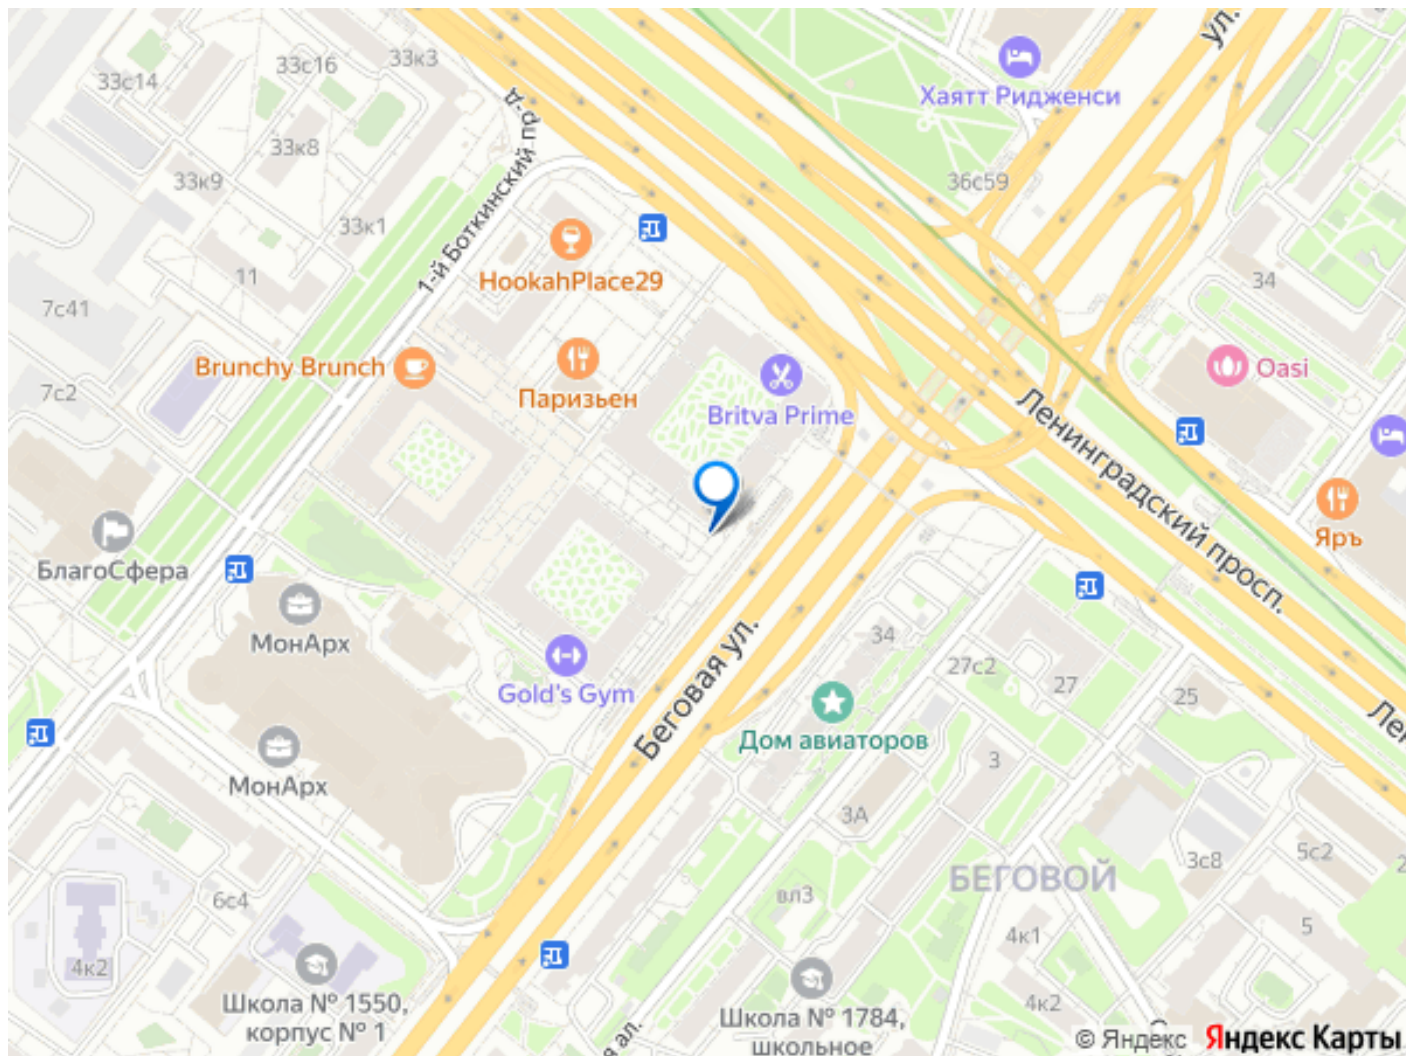 33с14
33с16
33к3
ул.
Хаятт Ридженси
33к8
33к9
36с59
1-й Боткинский пр-д
33к1
HookahPlace29
11
34
7с41
Brunchy Brunch
Oasi
7с2
Паризьен
Britva Prime
Ленинградский просп.
Яръ
БлагоСфера
МонАрх
34
27с2
27
25
Gold's Gym
Беговая ул.
Лен
Дом авиаторов
3
МонАрх
3А
3с8
5с2
2
БЕГОВОЙ
вл3
6с4
5
4к1
4к2
Школа № 1550,
корпус № 1
4к2
Школа № 1784,
школьное
ал.
© Яндекс Яндекс Карты